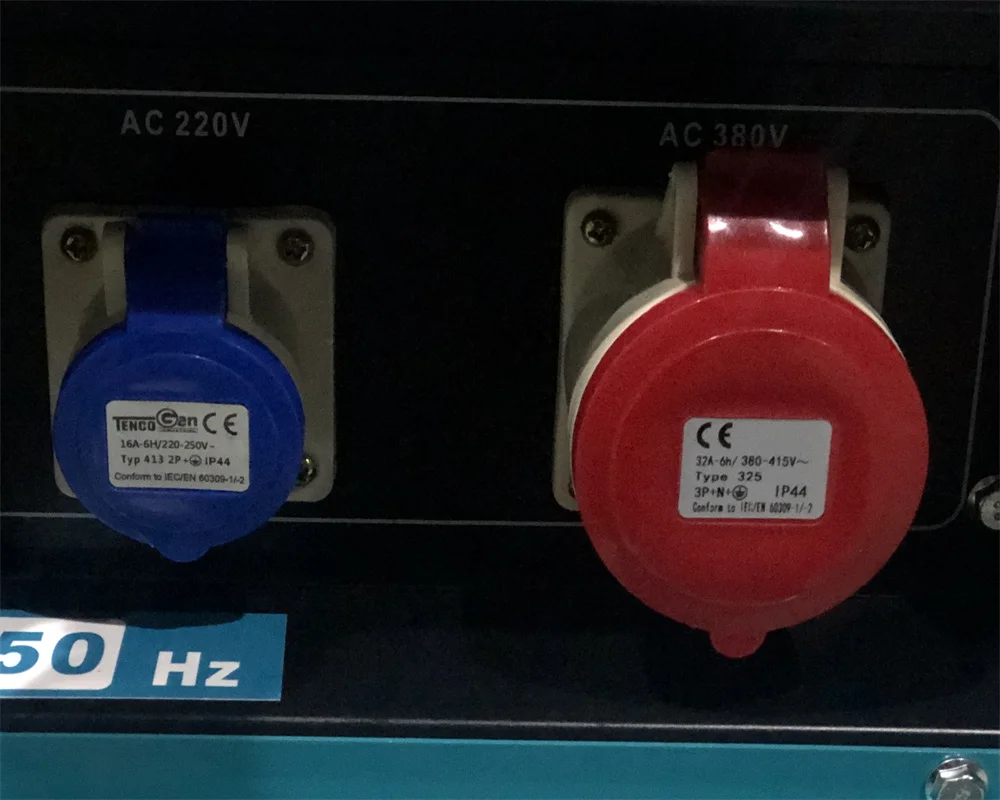 AC 220V
AC 380V
TENCO Gen CE
16A-6H/220-250V~
Typ 413 2P+⏚ IP44
Conform to IEC/EN 60309-1/-2
CE
32A-6h/ 380-415V~
Type 325
3P+N+⏚ IP44
Conform to IEC/EN 60309-1/-2
50 Hz